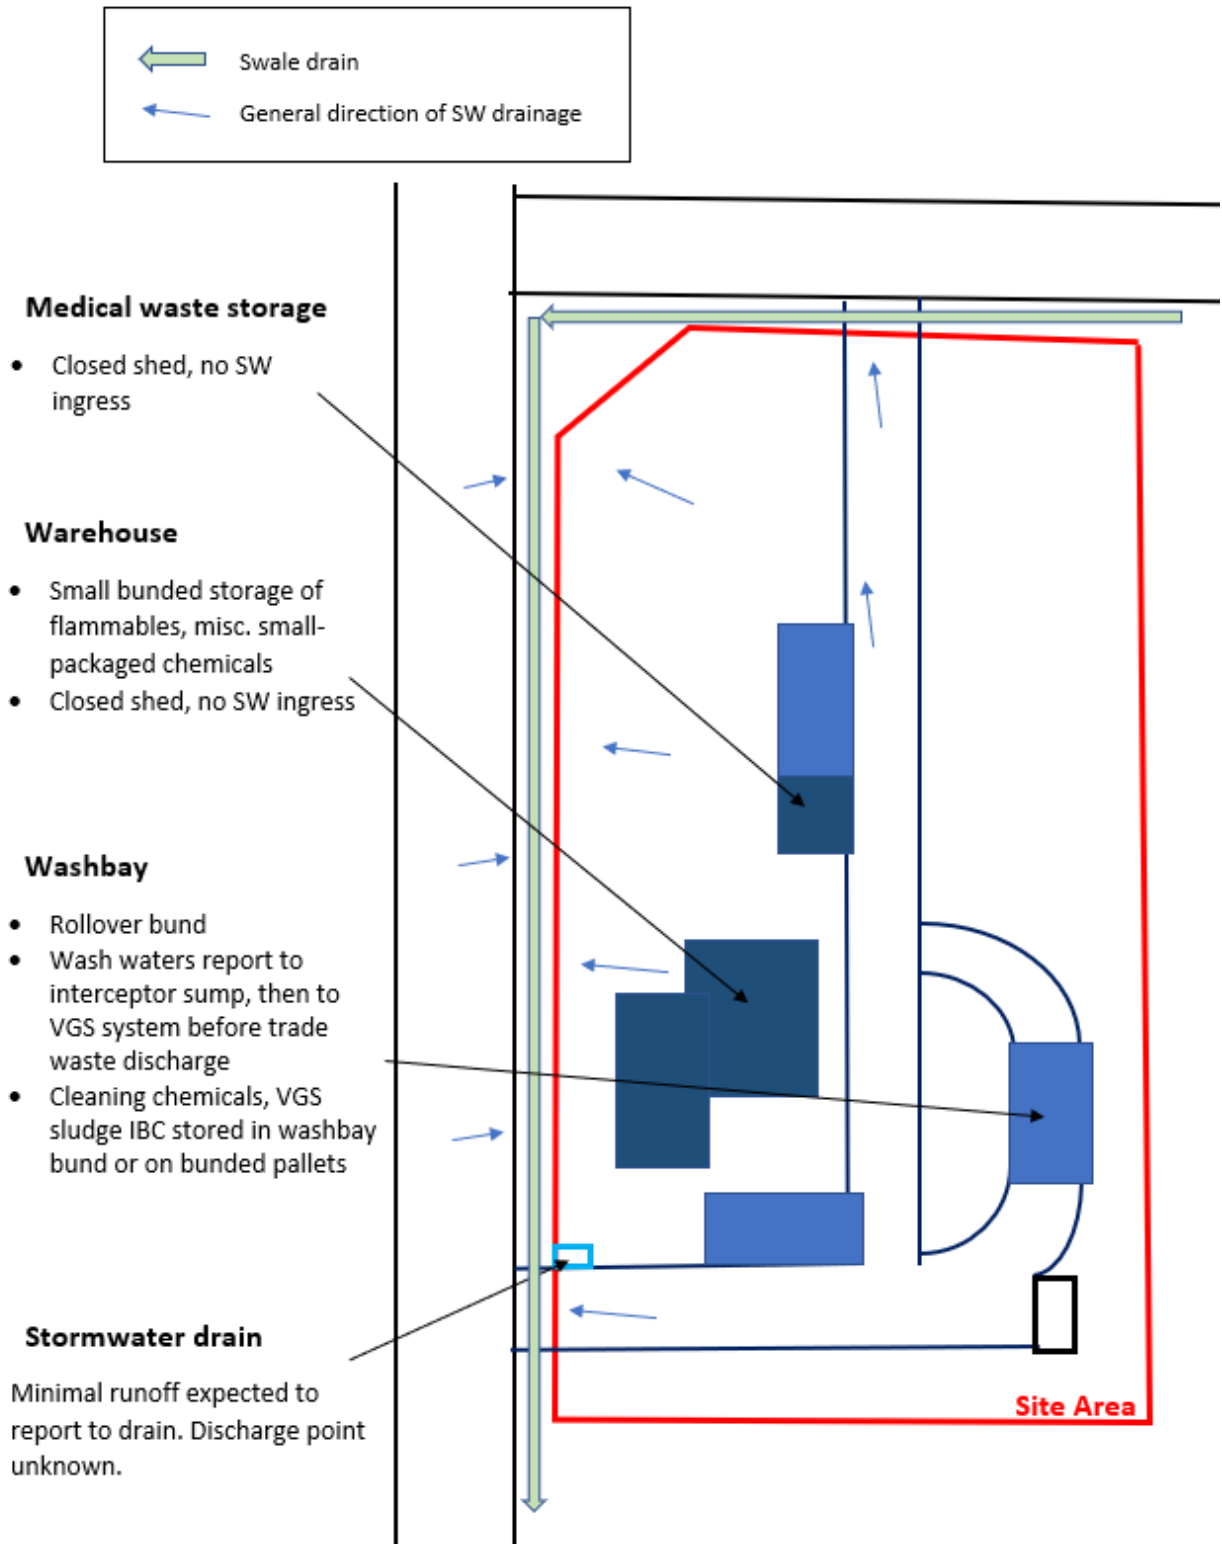 Swale drain
General direction of SW drainage
Medical waste storage
• Closed shed, no SW
ingress
Warehouse
• Small bunded storage of
flammables, misc. small-
packaged chemicals
• Closed shed, no SW ingress
Washbay
• Rollover bund
• Wash waters report to
interceptor sump, then to
VGS system before trade
waste discharge
• Cleaning chemicals, VGS
sludge IBC stored in washbay
bund or on bunded pallets
Stormwater drain
Minimal runoff expected to
report to drain. Discharge point
unknown.
Site Area